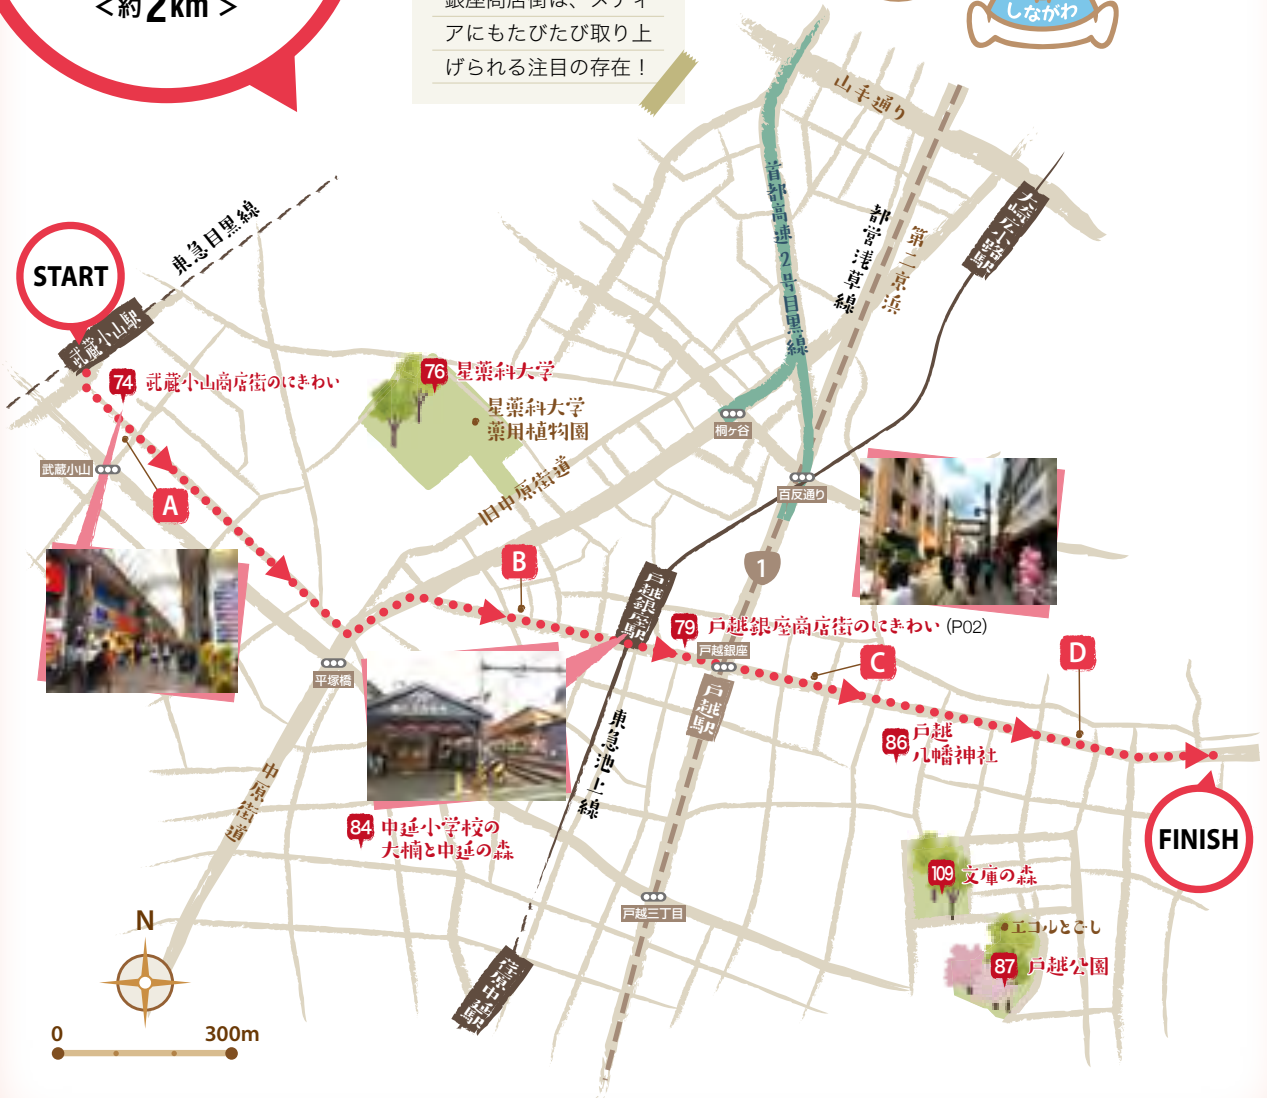 <約2km>
銀座商店街は、メディ
アにもたびたび取り上
げられる注目の存在！
しながわ
山手通り
大崎広小路駅
首都高速2号目黒線
都営浅草線
第二京浜
東急目黒線
START
武蔵小山駅
74 武蔵小山商店街のにぎわい
76 星薬科大学
星薬科大学
薬用植物園
桐ヶ谷
武蔵小山
百反通り
旧中原街道
A
B
1
戸越銀座駅
79 戸越銀座商店街のにぎわい (P02)
戸越銀座
C
D
平塚橋
戸越駅
東急池上線
86 戸越
八幡神社
中原街道
84 中延小学校の
大楠と中延の森
FINISH
109 文庫の森
戸越三丁目
エコルとごし
87 戸越公園
荏原中延駅
N
0 300m